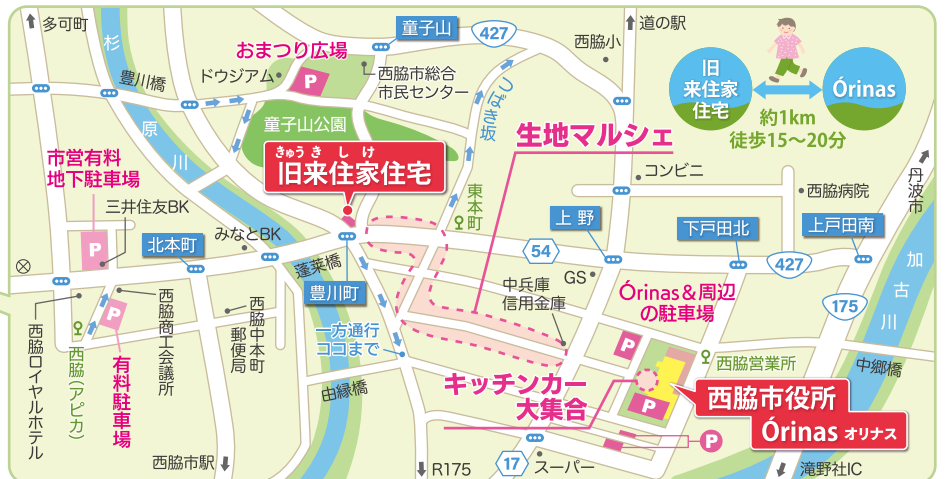 多可町
杉
原
川
豊川橋
ドウジアム
おまつり広場
P
童子山
427
西脇市総合
市民センター
童子山公園
つばき坂
西脇小
道の駅
旧
来住家
住宅
Órinas
約1km
徒歩15〜20分
生地マルシェ
市営有料
地下駐車場
三井住友BK
P
北本町
みなとBK
きゅう き し け
旧来住家住宅
東本町
コンビニ
西脇病院
丹波市
上野
下戸田北
上戸田南
54
427
175
加
古
川
蓬莱橋
豊川町
中兵庫
信用金庫
GS
Órinas&周辺
の駐車場
P
西脇ロイヤルホテル
西脇(アピカ)
P
有料駐車場
西脇商工会議所
西脇中本町
郵便局
一方通行
ココまで
由縁橋
キッチンカー
大集合
P
P
西脇営業所
中郷橋
西脇市役所
Órinas オリナス
西脇市駅
R175
17
スーパー
滝野社IC